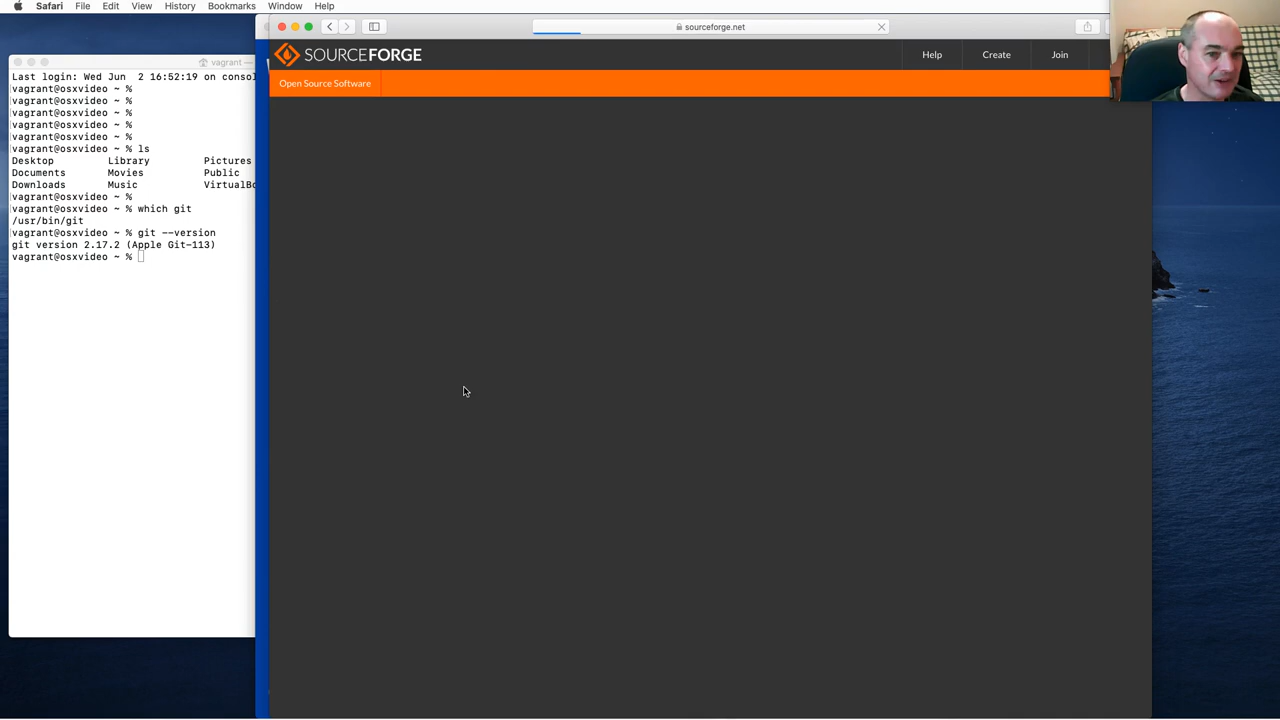 Safari File Edit View History Bookmarks Window Help
sourceforge.net
SOURCEFORGE
Help Create Join
Open Source Software
vagrant —
Last login: Wed Jun  2 16:52:19 on conso
vagrant@osxvideo ~ %
vagrant@osxvideo ~ %
vagrant@osxvideo ~ %
vagrant@osxvideo ~ %
vagrant@osxvideo ~ %
vagrant@osxvideo ~ % ls
Desktop Library Pictures
Documents Movies Public
Downloads Music VirtualBo
vagrant@osxvideo ~ %
vagrant@osxvideo ~ % which git
/usr/bin/git
vagrant@osxvideo ~ % git --version
git version 2.17.2 (Apple Git-113)
vagrant@osxvideo ~ %